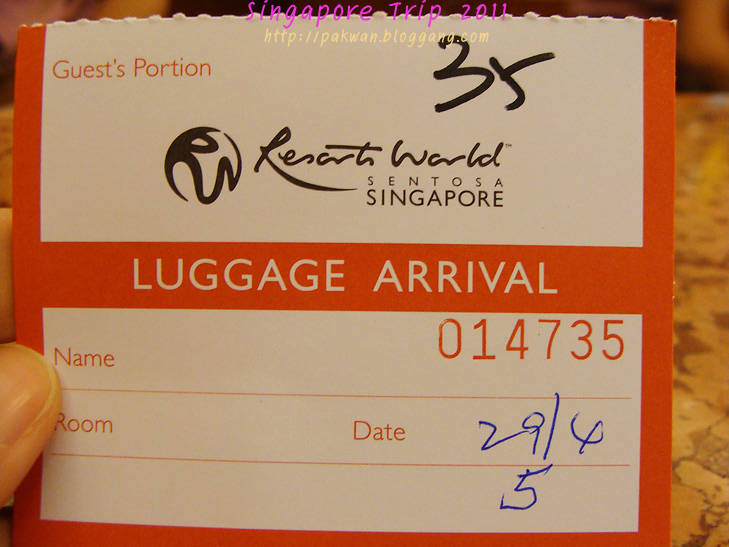 Singapore Trip 2011
http://pakwan.bloggang.com
Guest's Portion
35
Resorts World™
SENTOSA
SINGAPORE
LUGGAGE ARRIVAL
014735
Name
Room
Date 29/4
5